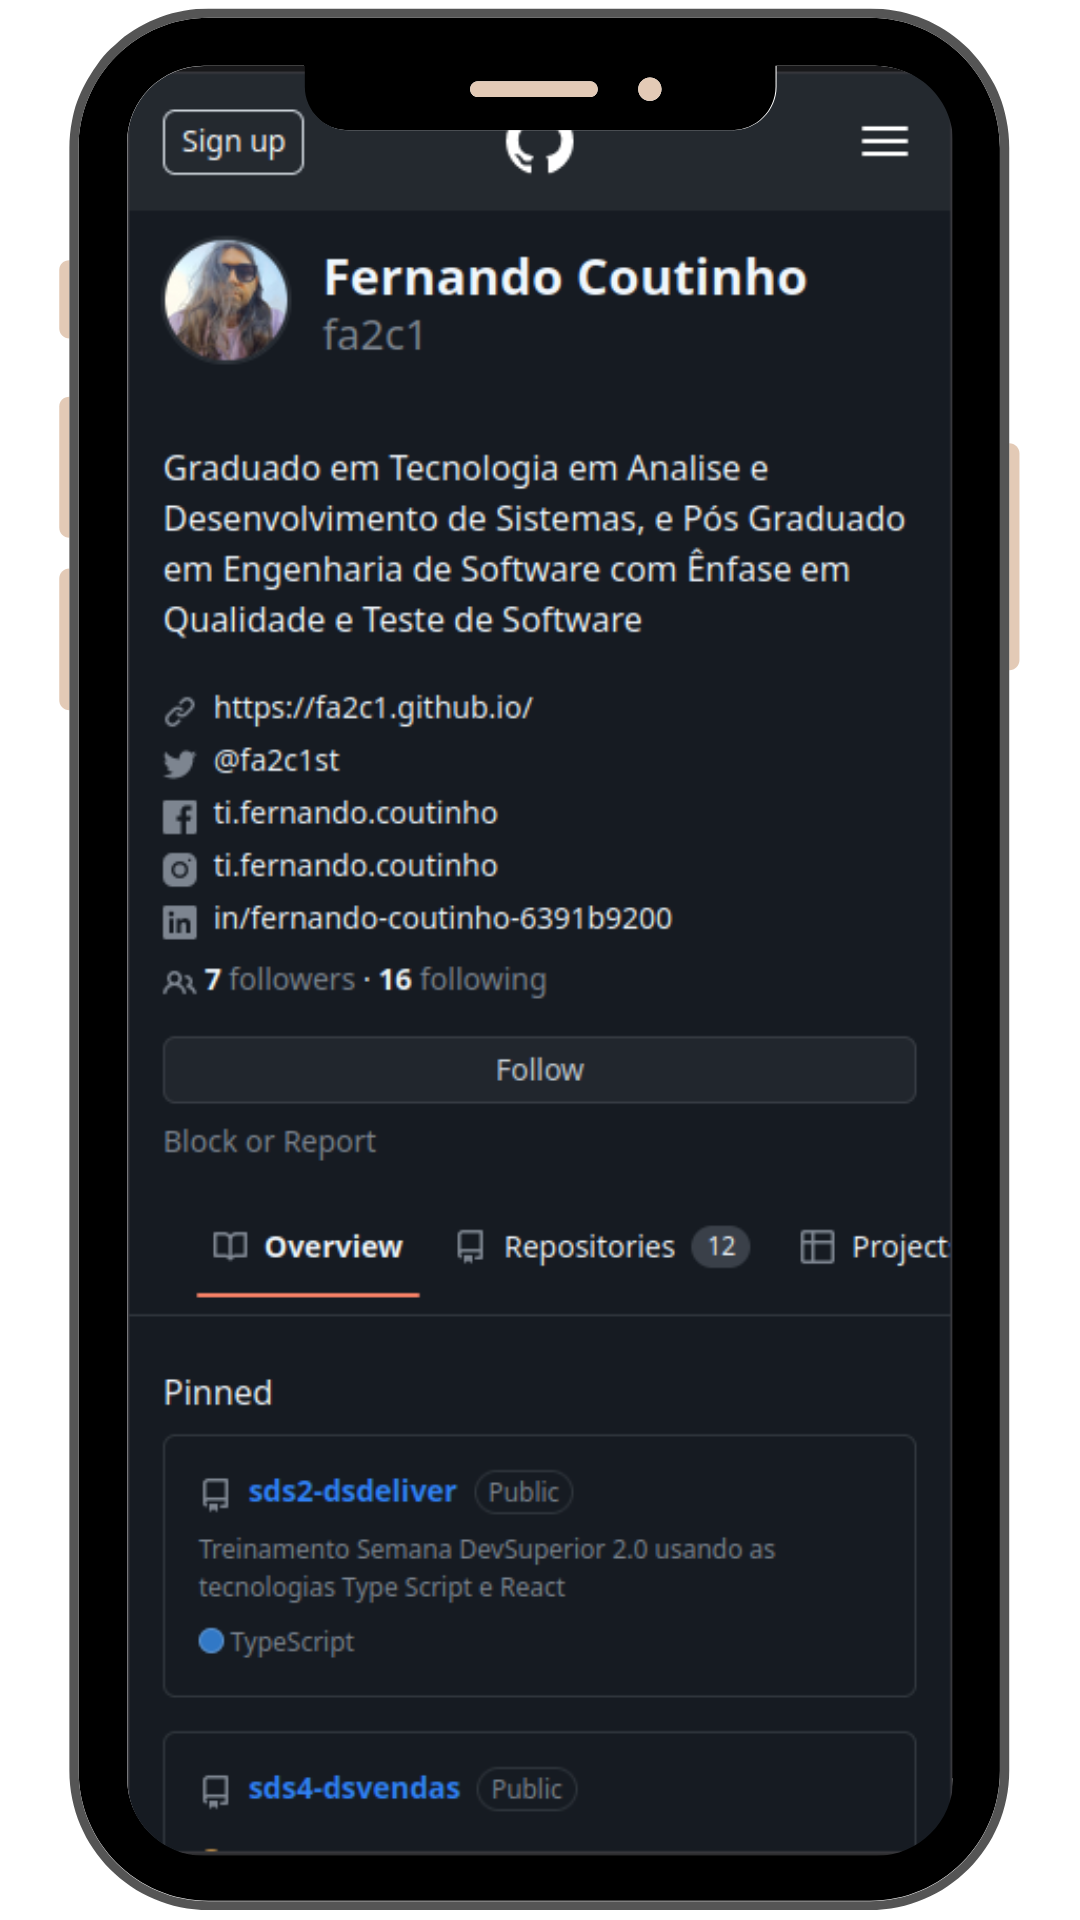 Sign up
Fernando Coutinho
fa2c1
Graduado em Tecnologia em Analise e
Desenvolvimento de Sistemas, e Pós Graduado
em Engenharia de Software com Ênfase em
Qualidade e Teste de Software
https://fa2c1.github.io/
@fa2c1st
ti.fernando.coutinho
ti.fernando.coutinho
in/fernando-coutinho-6391b9200
7 followers · 16 following
Follow
Block or Report
Overview Repositories 12 Project
Pinned
sds2-dsdeliver Public
Treinamento Semana DevSuperior 2.0 usando as
tecnologias Type Script e React
TypeScript
sds4-dsvendas Public